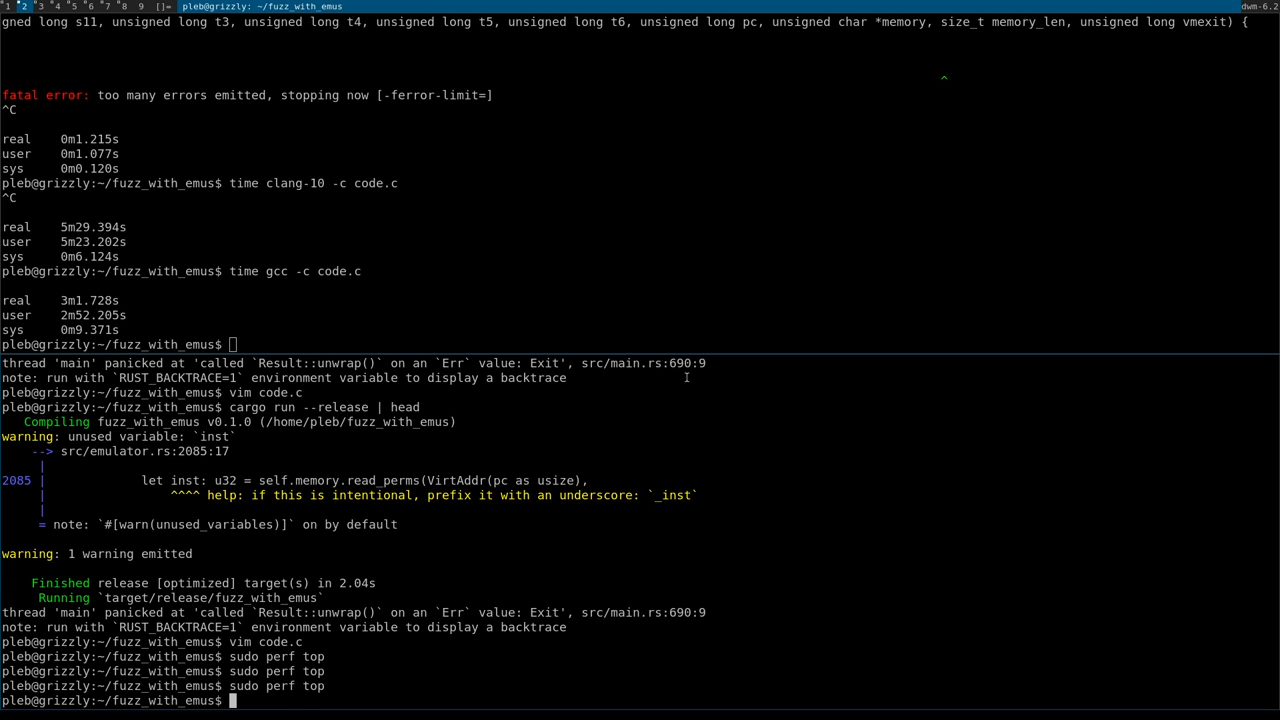 1 2 3 4 5 6 7 8 9 []= pleb@grizzly: ~/fuzz_with_emus dwm-6.2
gned long s11, unsigned long t3, unsigned long t4, unsigned long t5, unsigned long t6, unsigned long pc, unsigned char *memory, size_t memory_len, unsigned long vmexit) {
^
fatal error: too many errors emitted, stopping now [-ferror-limit=]
^C
real    0m1.215s
user    0m1.077s
sys     0m0.120s
pleb@grizzly:~/fuzz_with_emus$ time clang-10 -c code.c
^C
real    5m29.394s
user    5m23.202s
sys     0m6.124s
pleb@grizzly:~/fuzz_with_emus$ time gcc -c code.c
real    3m1.728s
user    2m52.205s
sys     0m9.371s
pleb@grizzly:~/fuzz_with_emus$
thread 'main' panicked at 'called `Result::unwrap()` on an `Err` value: Exit', src/main.rs:690:9
note: run with `RUST_BACKTRACE=1` environment variable to display a backtrace
pleb@grizzly:~/fuzz_with_emus$ vim code.c
pleb@grizzly:~/fuzz_with_emus$ cargo run --release | head
   Compiling fuzz_with_emus v0.1.0 (/home/pleb/fuzz_with_emus)
warning: unused variable: `inst`
    --> src/emulator.rs:2085:17
     |
2085 |             let inst: u32 = self.memory.read_perms(VirtAddr(pc as usize),
     |                 ^^^^ help: if this is intentional, prefix it with an underscore: `_inst`
     |
     = note: `#[warn(unused_variables)]` on by default
warning: 1 warning emitted
    Finished release [optimized] target(s) in 2.04s
     Running `target/release/fuzz_with_emus`
thread 'main' panicked at 'called `Result::unwrap()` on an `Err` value: Exit', src/main.rs:690:9
note: run with `RUST_BACKTRACE=1` environment variable to display a backtrace
pleb@grizzly:~/fuzz_with_emus$ vim code.c
pleb@grizzly:~/fuzz_with_emus$ sudo perf top
pleb@grizzly:~/fuzz_with_emus$ sudo perf top
pleb@grizzly:~/fuzz_with_emus$ sudo perf top
pleb@grizzly:~/fuzz_with_emus$